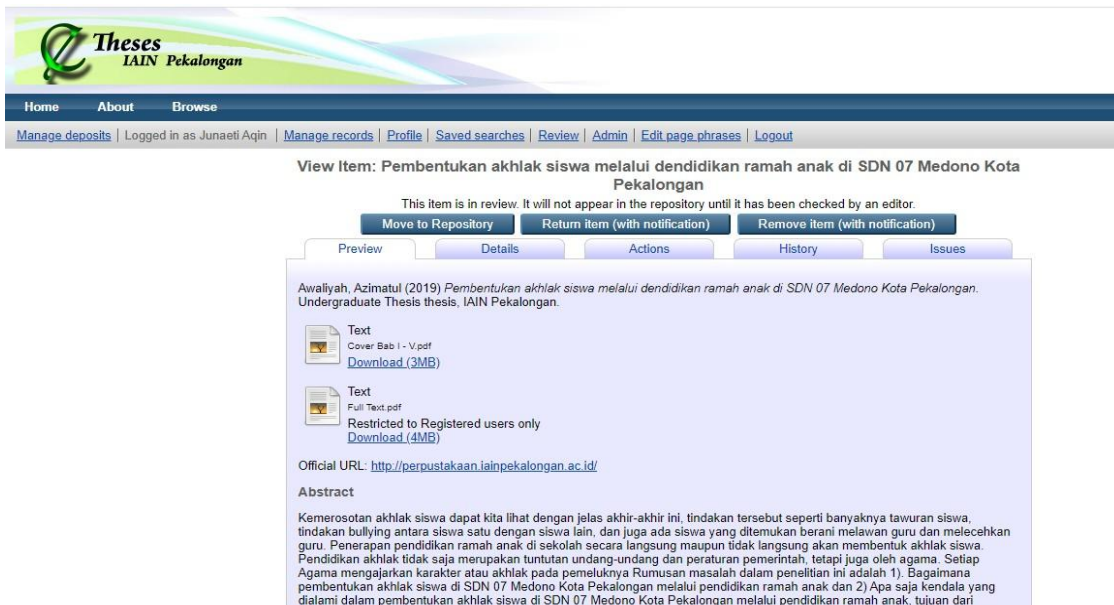 Theses
IAIN Pekalongan
Home About Browse
Manage deposits | Logged in as Junaeti Aqin | Manage records | Profile | Saved searches | Review | Admin | Edit page phrases | Logout
View Item: Pembentukan akhlak siswa melalui dendidikan ramah anak di SDN 07 Medono Kota
Pekalongan
This item is in review. It will not appear in the repository until it has been checked by an editor.
Move to Repository Return item (with notification) Remove item (with notification)
Preview Details Actions History Issues
Awaliyah, Azimatul (2019) Pembentukan akhlak siswa melalui dendidikan ramah anak di SDN 07 Medono Kota Pekalongan.
Undergraduate Thesis thesis, IAIN Pekalongan.
Text
Cover Bab I - V.pdf
Download (3MB)
Text
Full Text.pdf
Restricted to Registered users only
Download (4MB)
Official URL: http://perpustakaan.iainpekalongan.ac.id/
Abstract
Kemerosotan akhlak siswa dapat kita lihat dengan jelas akhir-akhir ini, tindakan tersebut seperti banyaknya tawuran siswa,
tindakan bullying antara siswa satu dengan siswa lain, dan juga ada siswa yang ditemukan berani melawan guru dan melecehkan
guru. Penerapan pendidikan ramah anak di sekolah secara langsung maupun tidak langsung akan membentuk akhlak siswa.
Pendidikan akhlak tidak saja merupakan tuntutan undang-undang dan peraturan pemerintah, tetapi juga oleh agama. Setiap
Agama mengajarkan karakter atau akhlak pada pemeluknya Rumusan masalah dalam penelitian ini adalah 1). Bagaimana
pembentukan akhlak siswa di SDN 07 Medono Kota Pekalongan melalui pendidikan ramah anak dan 2) Apa saja kendala yang
dialami dalam pembentukan akhlak siswa di SDN 07 Medono Kota Pekalongan melalui pendidikan ramah anak, tujuan dari